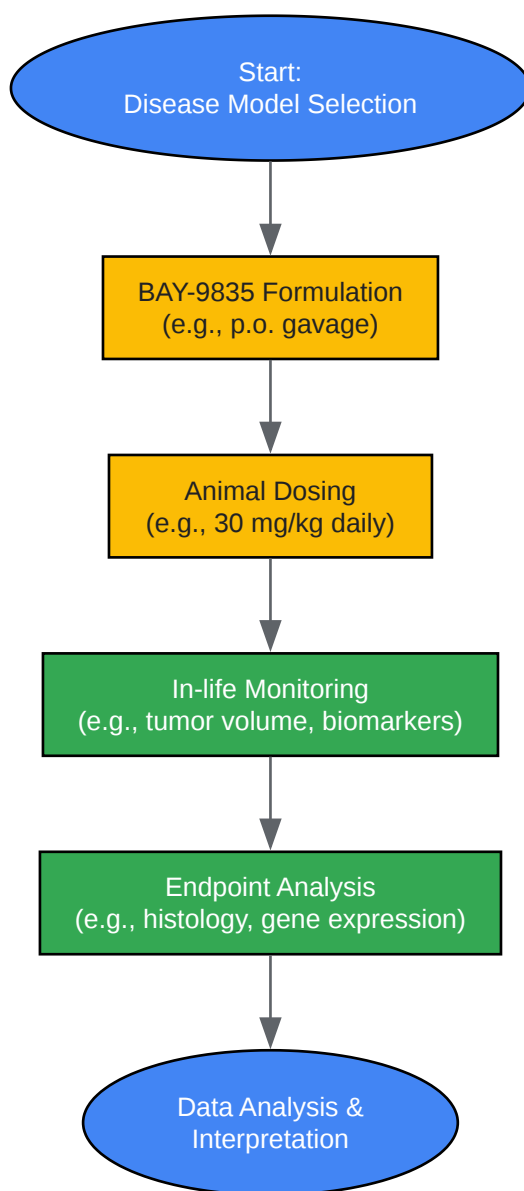 Start:
Disease Model Selection
BAY-9835 Formulation
(e.g., p.o. gavage)
Animal Dosing
(e.g., 30 mg/kg daily)
In-life Monitoring
(e.g., tumor volume, biomarkers)
Endpoint Analysis
(e.g., histology, gene expression)
Data Analysis &
Interpretation